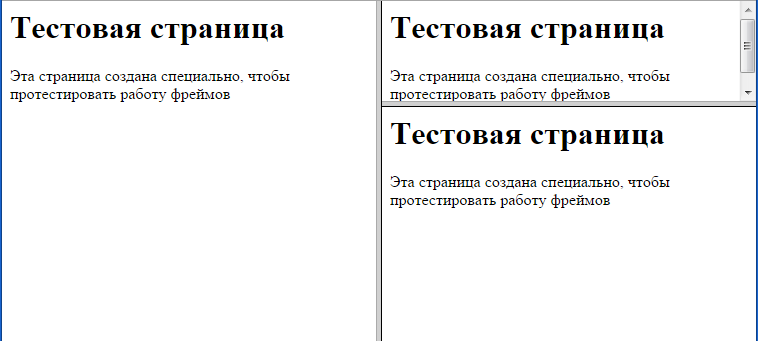 Тестовая страница
Эта страница создана специально, чтобы
протестировать работу фреймов
Тестовая страница
Эта страница создана специально, чтобы
протестировать работу фреймов
Тестовая страница
Эта страница создана специально, чтобы
протестировать работу фреймов